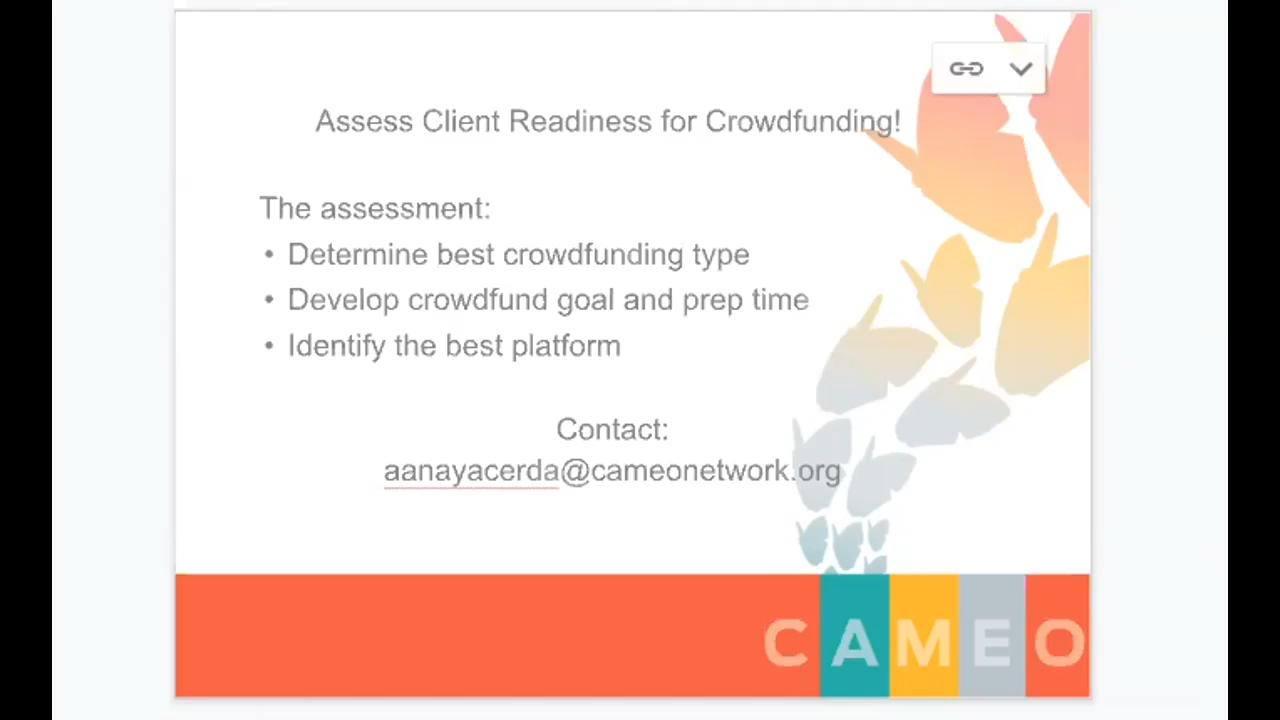 Assess Client Readiness for Crowdfunding!
The assessment:
• Determine best crowdfunding type
• Develop crowdfund goal and prep time
• Identify the best platform
Contact:
aanayacerda@cameonetwork.org
CAMEO